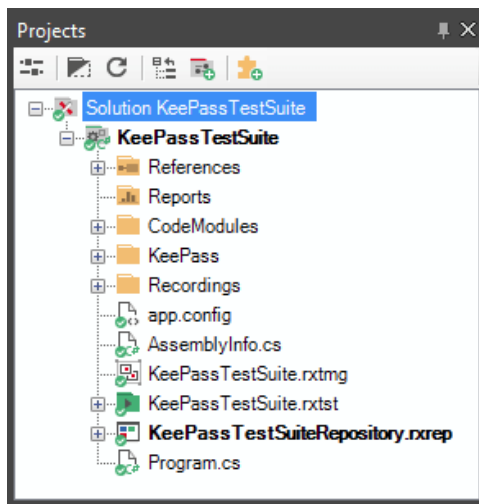 Projects
Solution KeePassTestSuite
KeePassTestSuite
References
Reports
CodeModules
KeePass
Recordings
app.config
AssemblyInfo.cs
KeePassTestSuite.rxtmg
KeePassTestSuite.rxtst
KeePassTestSuiteRepository.rxrep
Program.cs